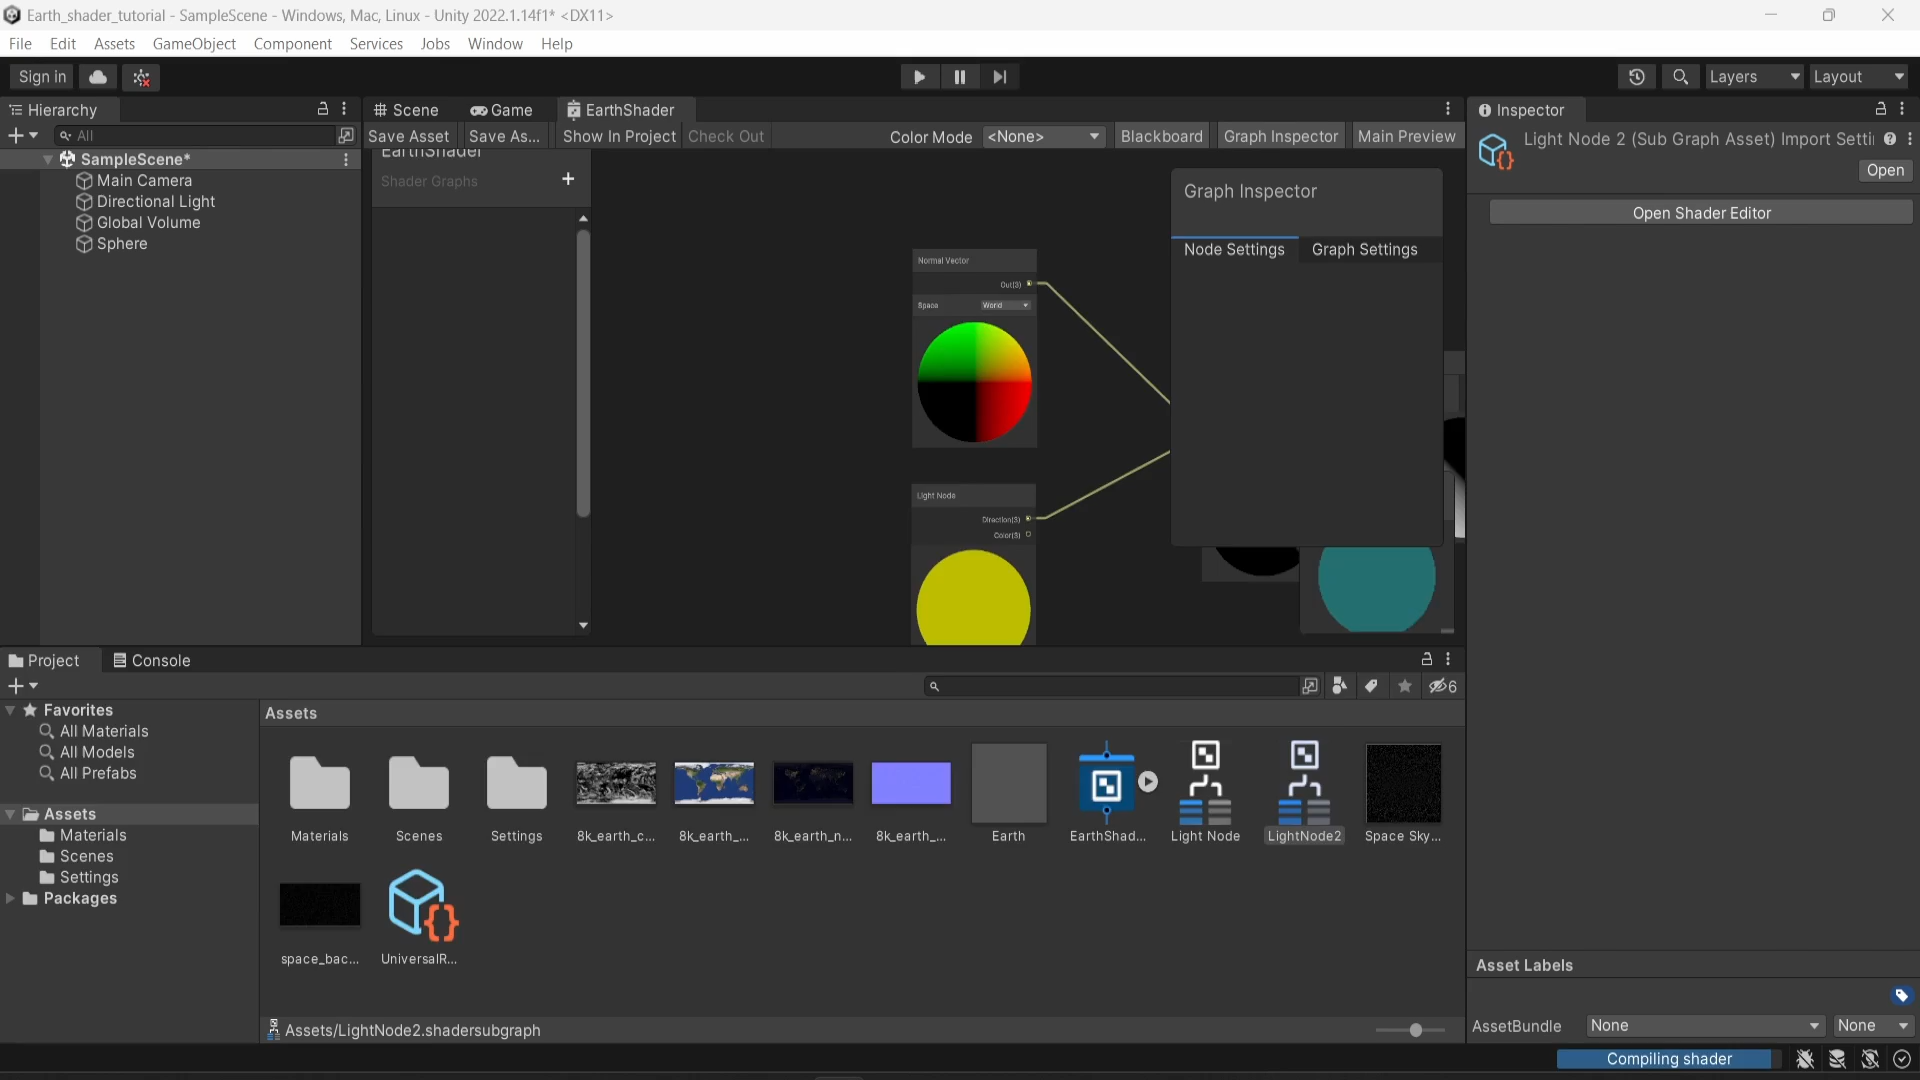 Earth_shader_tutorial - SampleScene - Windows, Mac, Linux - Unity 2022.1.14f1* <DX11>
File Edit Assets GameObject Component Services Jobs Window Help
Sign in
Layers
Layout
Hierarchy
All
SampleScene*
Main Camera
Directional Light
Global Volume
Sphere
Scene Game EarthShader
Save Asset Save As... Show In Project Check Out Color Mode <None> Blackboard Graph Inspector Main Preview
EarthShader
Shader Graphs
Normal Vector
Out(3)
Space World
Light Node
Direction(3)
Color(3)
Graph Inspector
Node Settings Graph Settings
Inspector
Light Node 2 (Sub Graph Asset) Import Setti
Open
Open Shader Editor
Project Console
6
Favorites
All Materials
All Models
All Prefabs
Assets
Materials
Scenes
Settings
Packages
Assets
Materials Scenes Settings 8k_earth_c... 8k_earth_... 8k_earth_n... 8k_earth_... Earth EarthShad... Light Node LightNode2 Space Sky...
space_bac... UniversalR...
Assets/LightNode2.shadersubgraph
Asset Labels
AssetBundle None None
Compiling shader